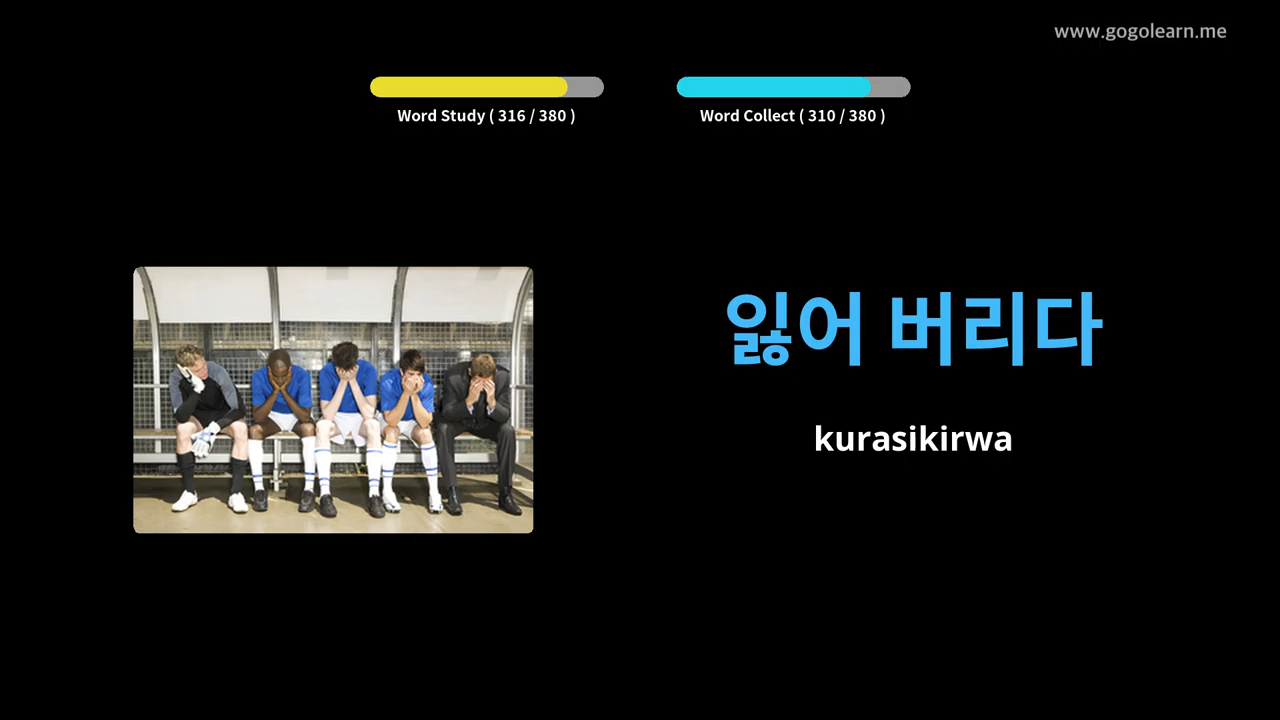 www.gogolearn.me
Word Study ( 316 / 380 )
Word Collect ( 310 / 380 )
잃어 버리다
kurasikirwa